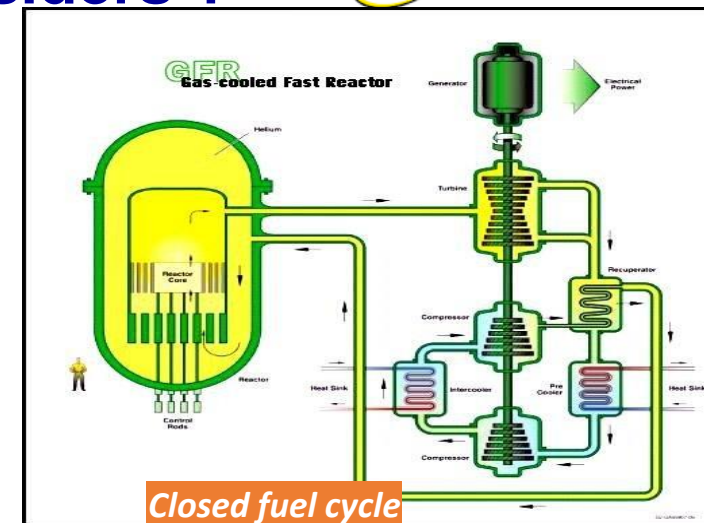 GFR
Gas-cooled Fast Reactor
Generator
Electrical
Power
Helium
Turbine
Reactor
Core
Recuperator
Compressor
Heat Sink
Intercooler
Pre
Cooler
Heat Sink
Reactor
Control
Rods
Compressor
Closed fuel cycle